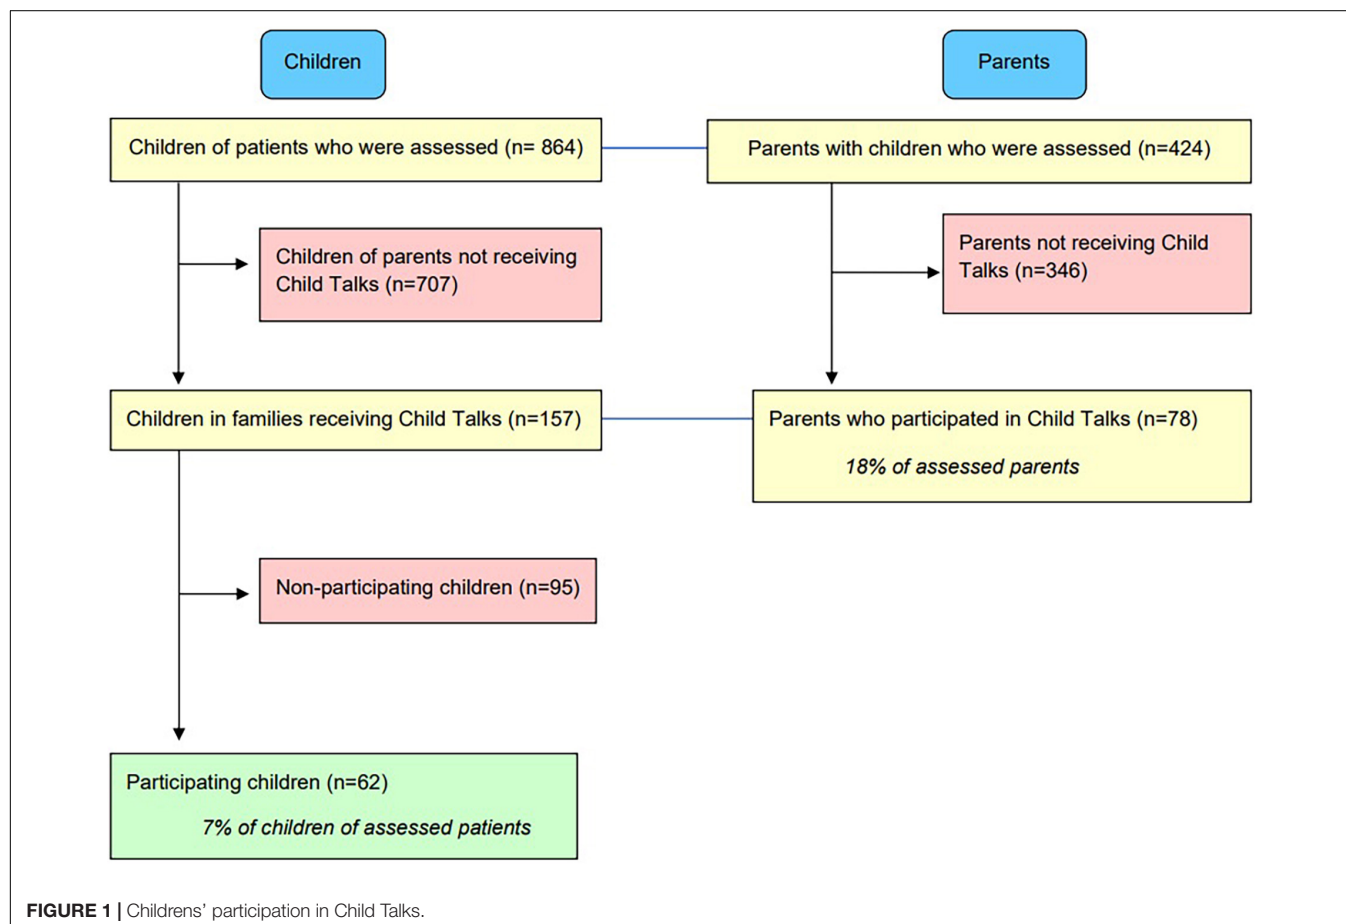 Children
Parents
Children of patients who were assessed (n= 864)
Parents with children who were assessed (n=424)
Children of parents not receiving
Child Talks (n=707)
Parents not receiving Child
Talks (n=346)
Children in families receiving Child Talks (n=157)
Parents who participated in Child Talks (n=78)
18% of assessed parents
Non-participating children (n=95)
Participating children (n=62)
7% of children of assessed patients
FIGURE 1 | Childrens’ participation in Child Talks.